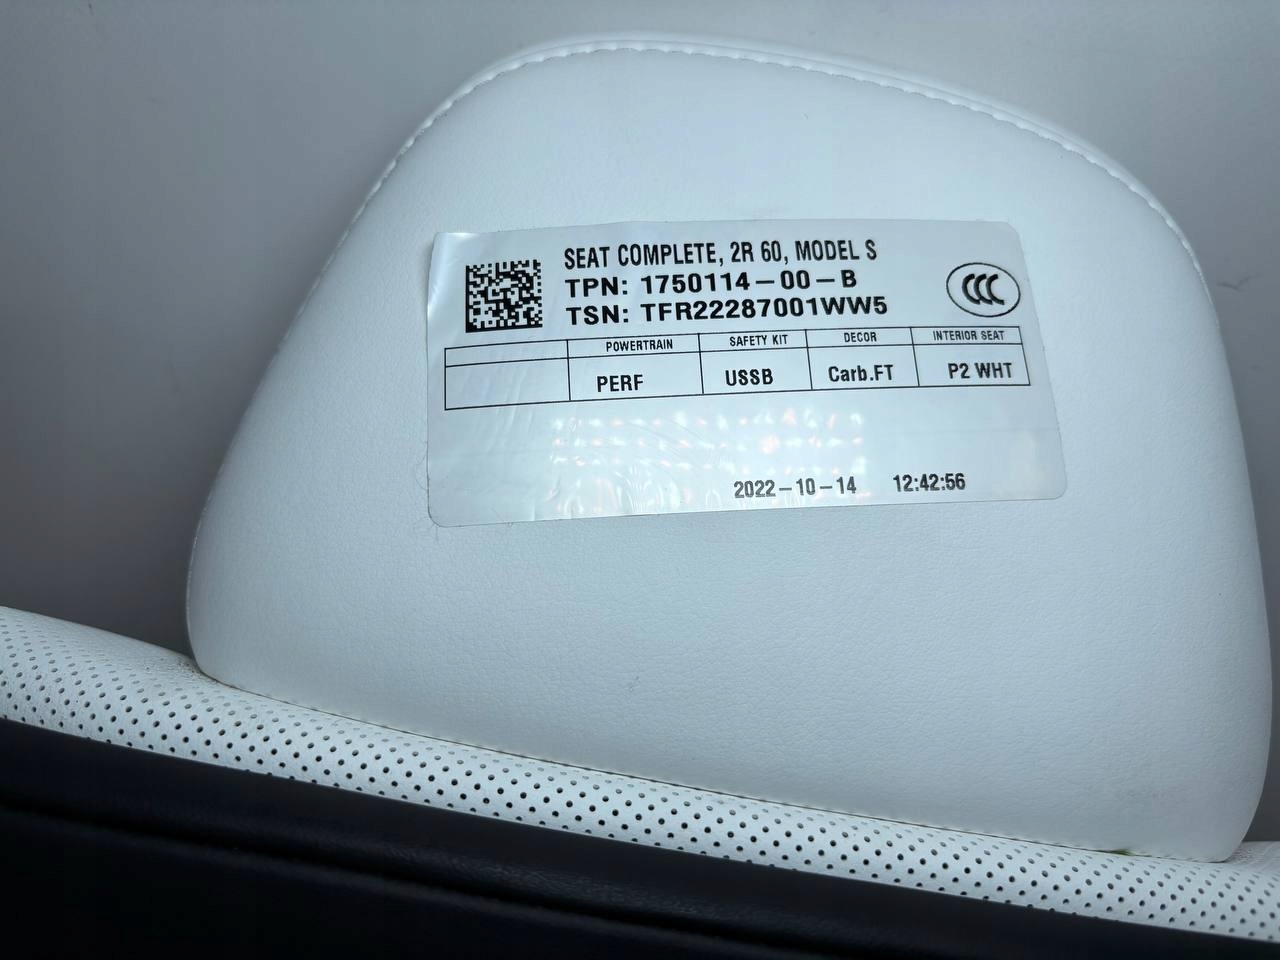 SEAT COMPLETE, 2R 60, MODEL S
TPN: 1750114-00-B
TSN: TFR22287001WW5
CCC
POWERTRAIN SAFETY KIT DECOR INTERIOR SEAT
PERF USSB Carb.FT P2 WHT
2022-10-14 12:42:56